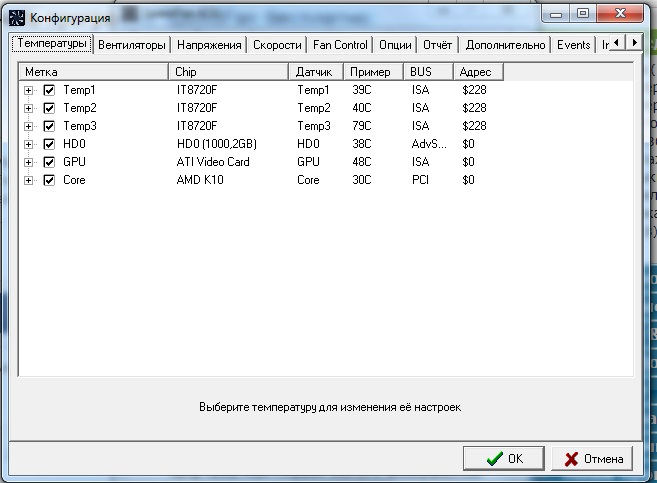 Конфигурация
Температуры Вентиляторы Напряжения Скорости Fan Control Опции Отчёт Дополнительно Events
Метка Chip Датчик Пример BUS Адрес
Temp1 IT8720F Temp1 39C ISA $228
Temp2 IT8720F Temp2 40C ISA $228
Temp3 IT8720F Temp3 79C ISA $228
HD0 HD0 (1000,2GB) HD0 38C AdvS... $0
GPU ATI Video Card GPU 48C ISA $0
Core AMD K10 Core 30C PCI $0
Выберите температуру для изменения её настроек
OK Отмена